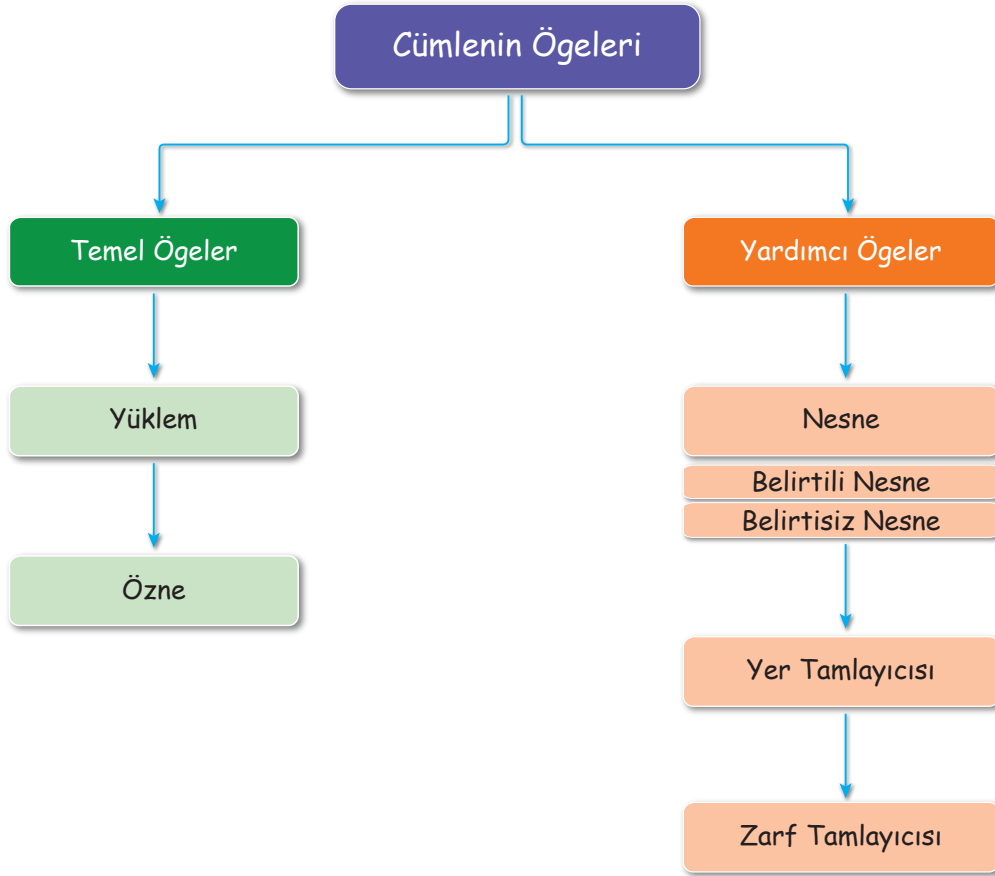 Cümlenin Ögeleri
Temel Ögeler
Yüklem
Özne
Yardımcı Ögeler
Nesne
Belirtili Nesne
Belirtisiz Nesne
Yer Tamlayıcısı
Zarf Tamlayıcısı